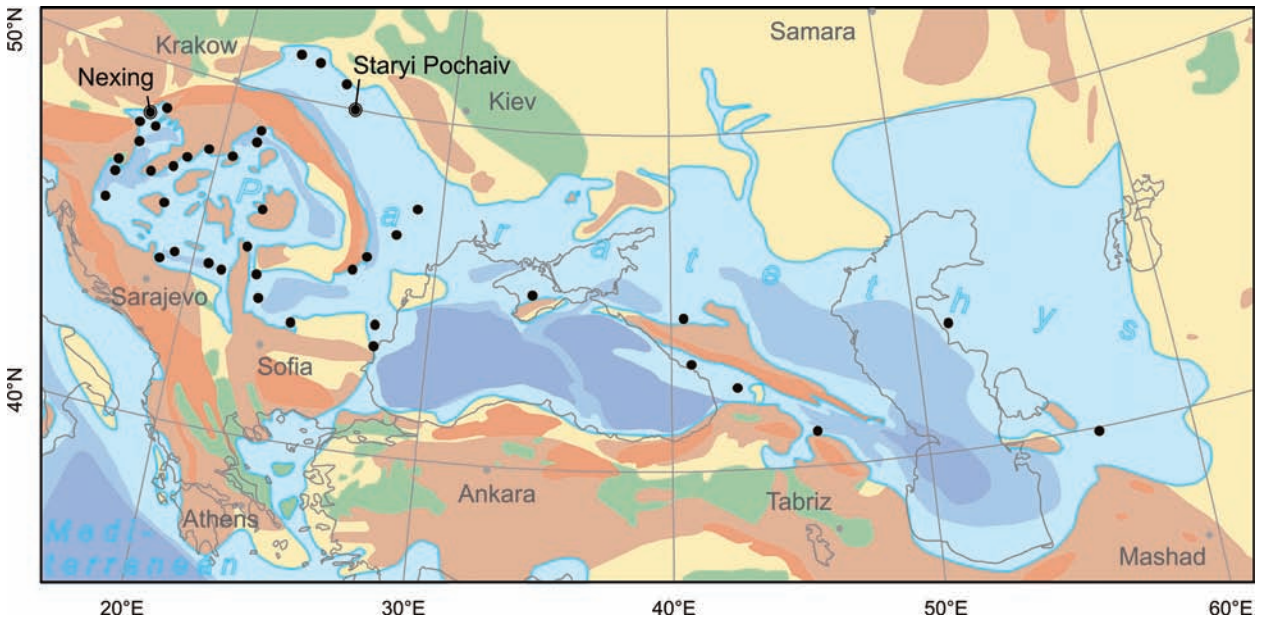 50°N
40°N
Krakow
Samara
Nexing
Staryi Pochaiv
Kiev
P a r a t e t h y s
Sarajevo
Sofia
Ankara
Tabriz
Athens
Medi-
terranean
Mashad
20°E
30°E
40°E
50°E
60°E